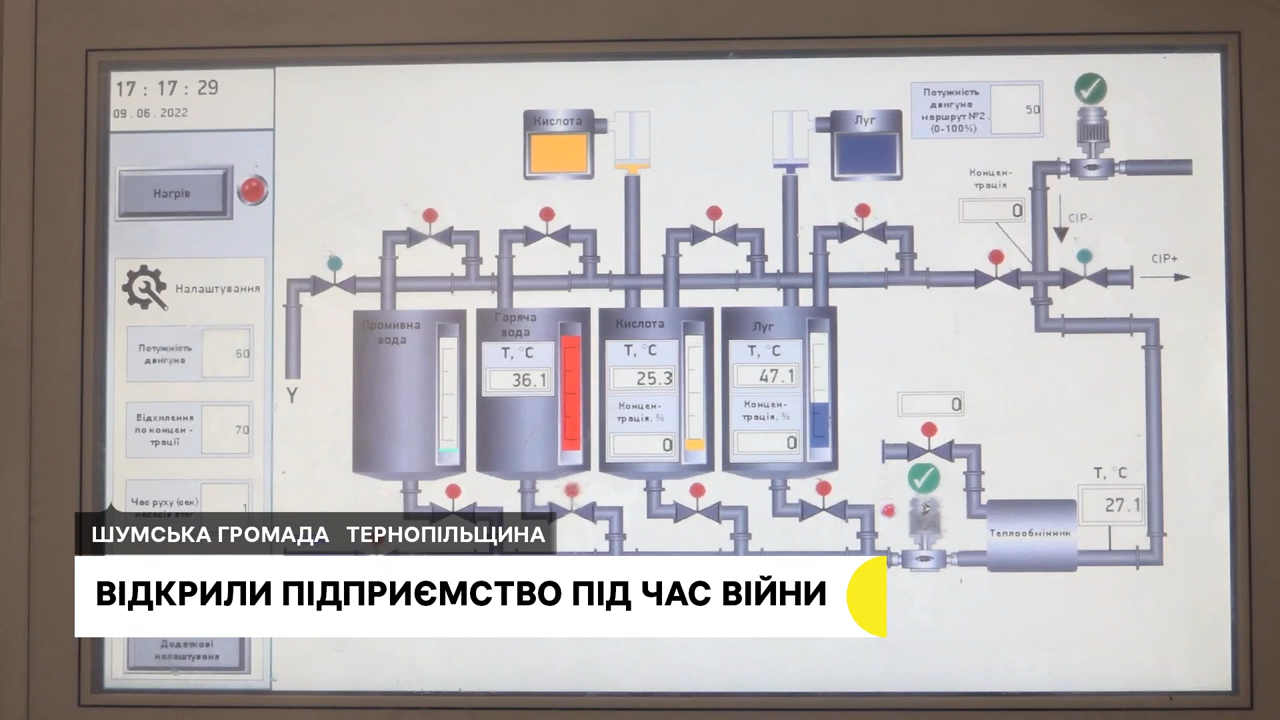 17 : 17 : 29
09 . 06 . 2022
Нагрів
Налаштування
Потужність
двигуна
60
Відхилення
по концен-
трації
70
Час руху (сек)
1
Додаткові
налаштуваня
Кислота
Луг
Потужність
двигуна
маршрут №2
(0-100%)
50
Концен-
трація
0
CIP-
CIP+
Y
Промивна
вода
Гаряча
вода
T, °C
36.1
Кислота
T, °C
25.3
Концен-
трація, %
0
Луг
T, °C
47.1
Концен-
трація, %
0
0
T, °C
27.1
Теплообмінник
ШУМСЬКА ГРОМАДА ТЕРНОПІЛЬЩИНА
ВІДКРИЛИ ПІДПРИЄМСТВО ПІД ЧАС ВІЙНИ